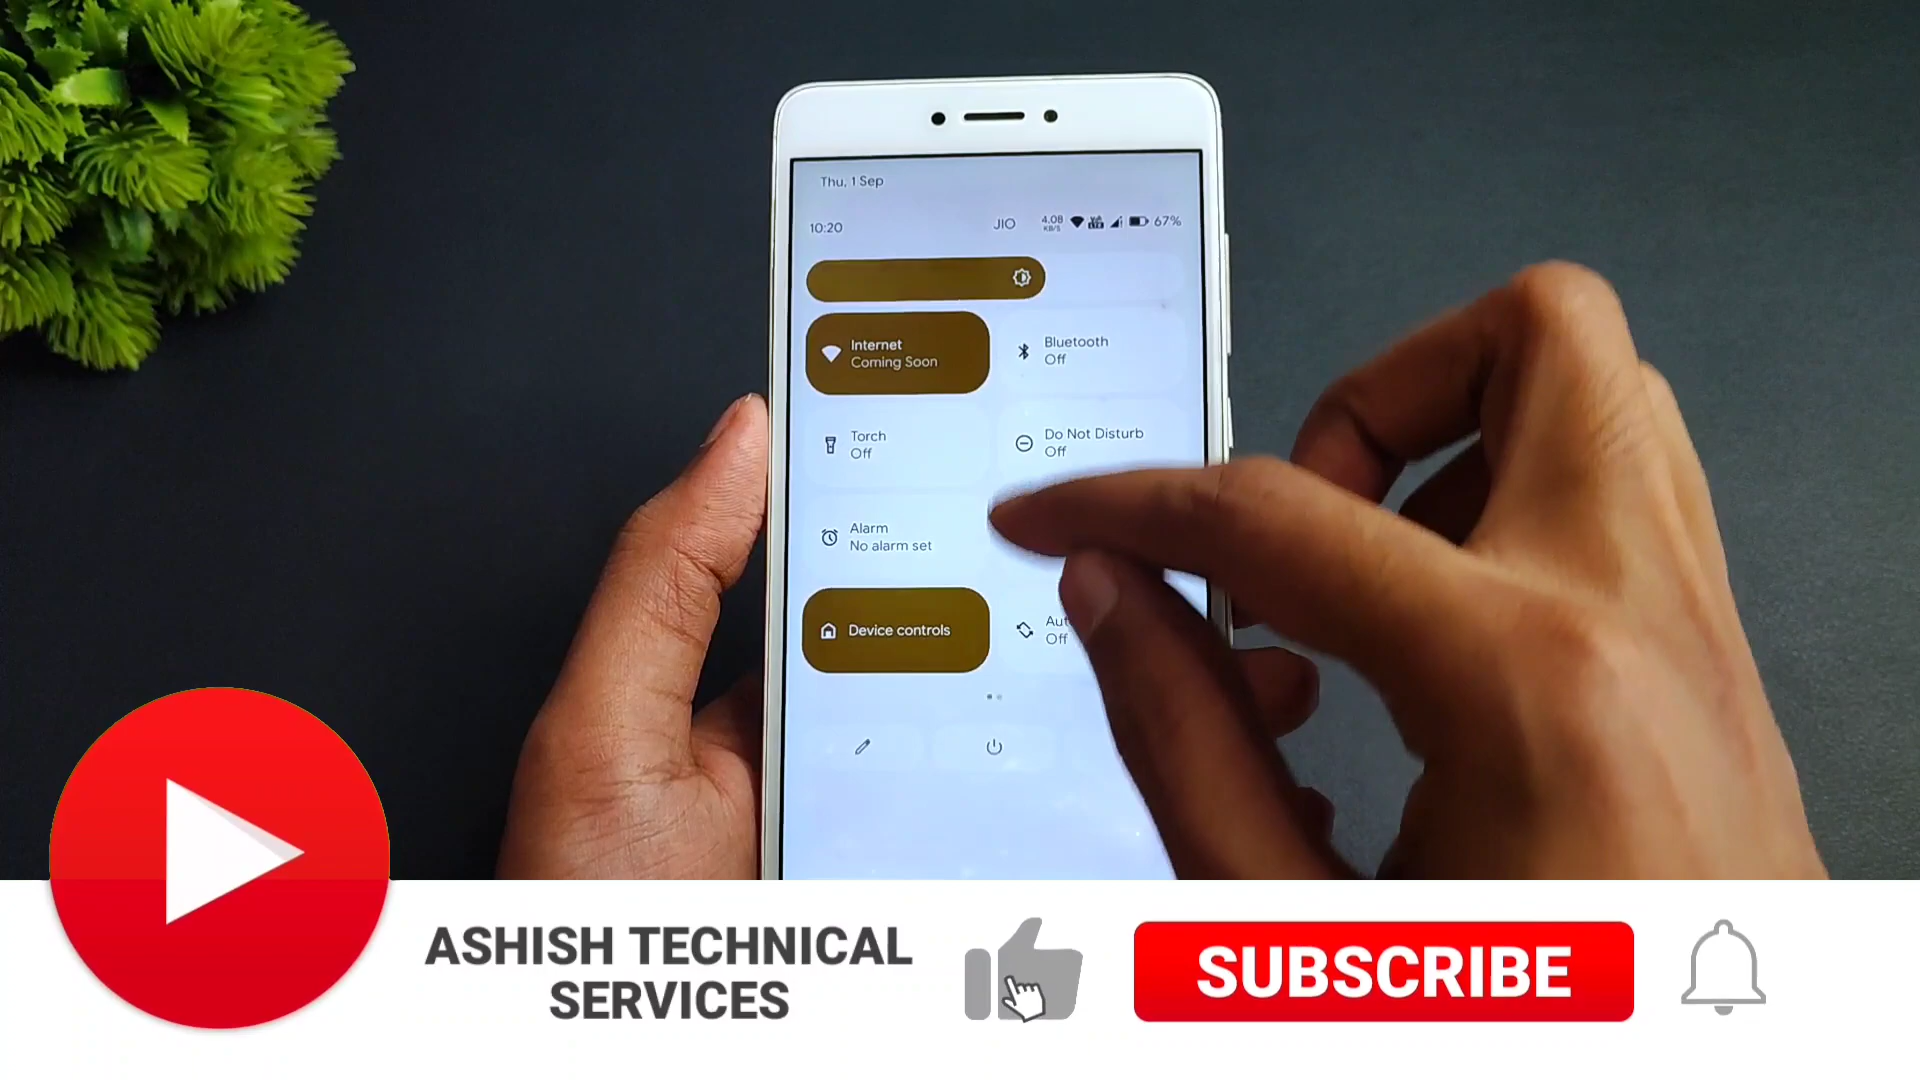 Thu, 1 Sep
10:20 JIO 4.08 KB/S 67%
Internet
Coming Soon
Bluetooth
Off
Torch
Off
Do Not Disturb
Off
Alarm
No alarm set
Device controls
Aut
Off
ASHISH TECHNICAL
SERVICES
SUBSCRIBE